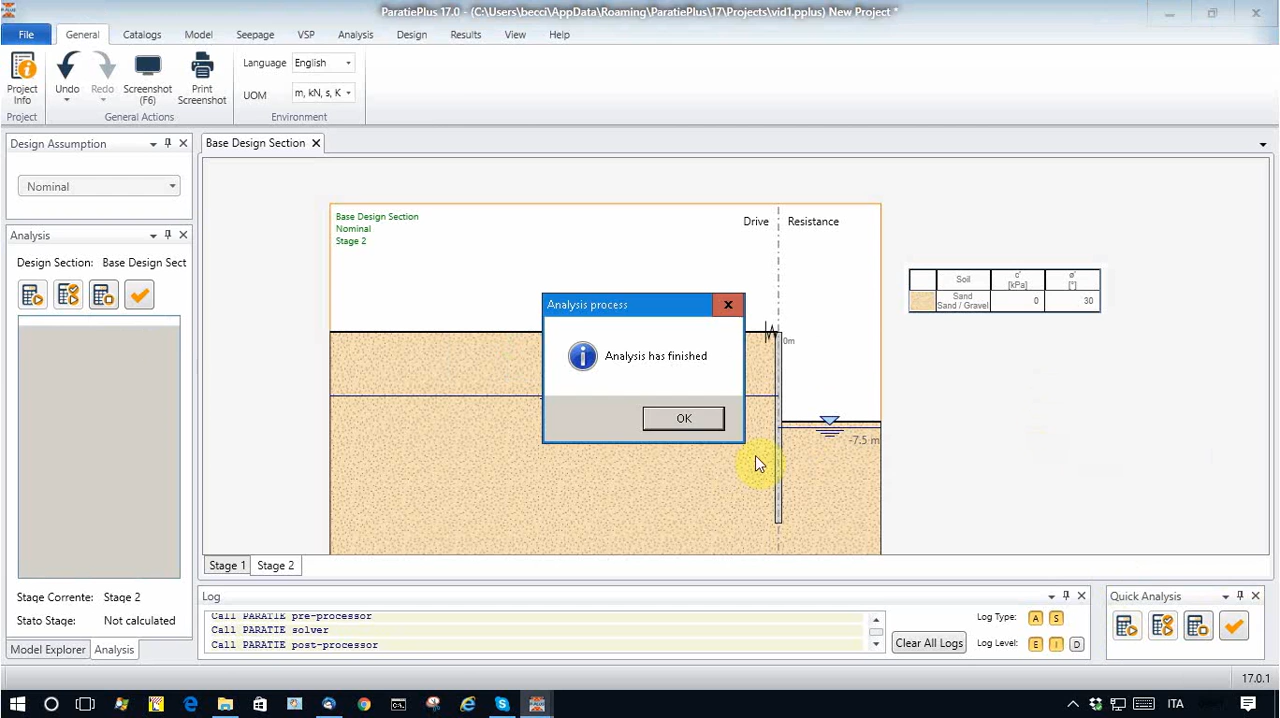 ParatiePlus 17.0 - (C:\Users\becci\AppData\Roaming\ParatiePlus\17\Projects\vid1.pplus) New Project *
File General Catalogs Model Seepage VSP Analysis Design Results View Help
Project Info
Undo
Redo
Screenshot (F6)
Print Screenshot
Language English
UOM m, kN, s, K
Project General Actions Environment
Design Assumption
Nominal
Analysis
Design Section: Base Design Sect
Stage Corrente: Stage 2
Stato Stage: Not calculated
Model Explorer Analysis
Base Design Section
Base Design Section
Nominal
Stage 2
Drive Resistance
0m
-7.5 m
Soil c' [kPa] ø' [°]
Sand
Sand / Gravel 0 30
Analysis process
Analysis has finished
OK
Stage 1 Stage 2
Log
Call PARATIE pre-processor
Call PARATIE solver
Call PARATIE post-processor
Clear All Logs
Log Type: A S
Log Level: E I D
Quick Analysis
17.0.1
ITA